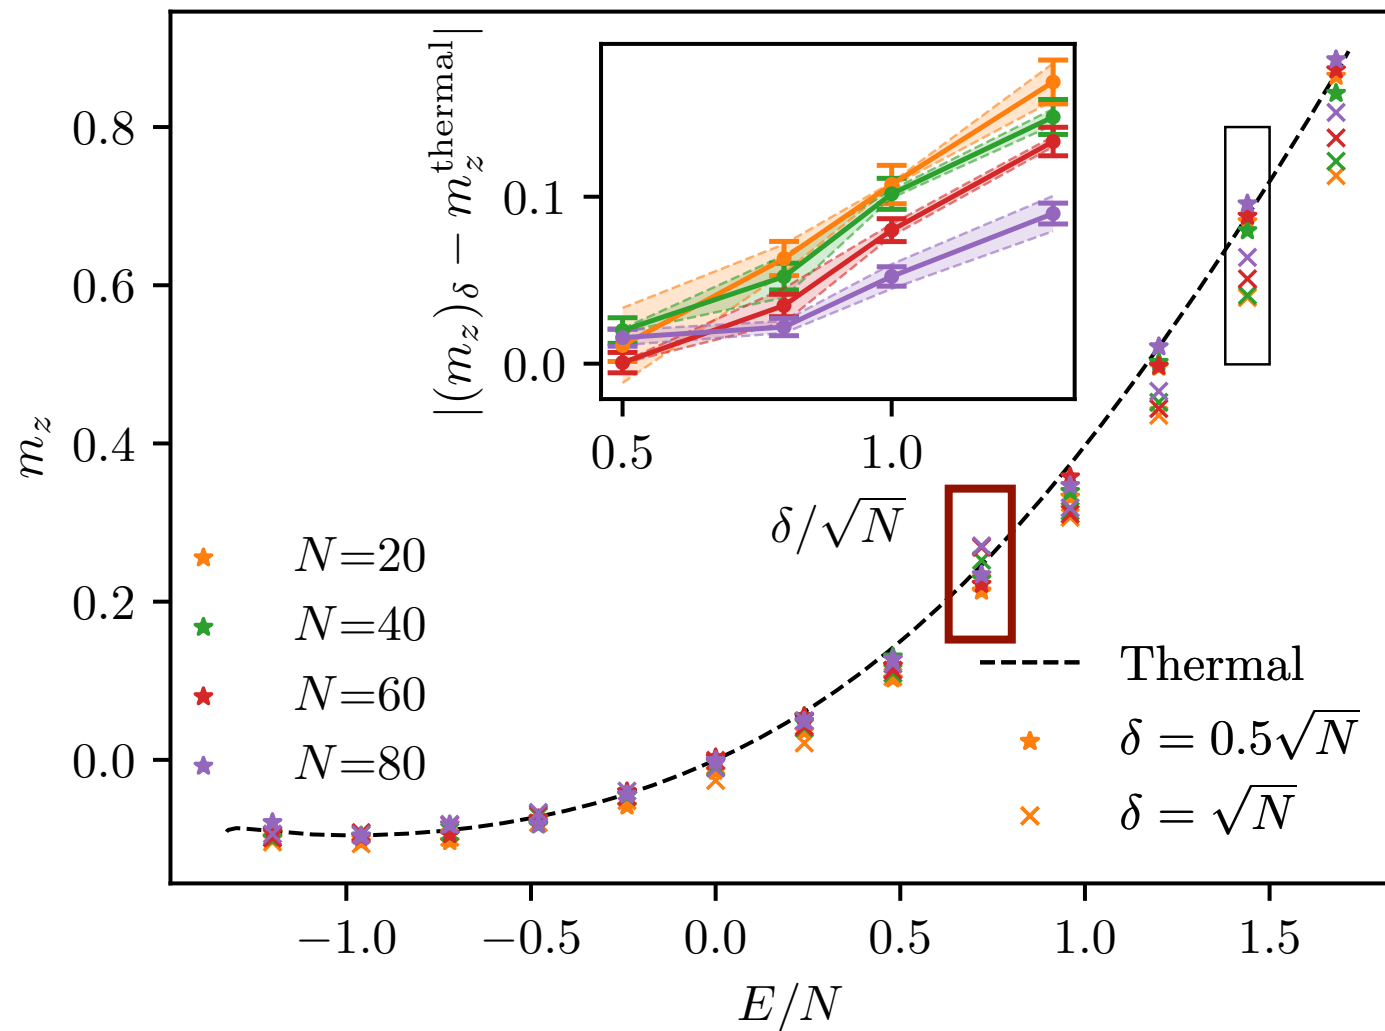 |(m_z)_δ − m_z^thermal|
0.1
0.0
0.5
1.0
δ/√N
m_z
0.8
0.6
0.4
0.2
0.0
N=20
N=40
N=60
N=80
Thermal
δ = 0.5√N
δ = √N
−1.0
−0.5
0.0
0.5
1.0
1.5
E/N